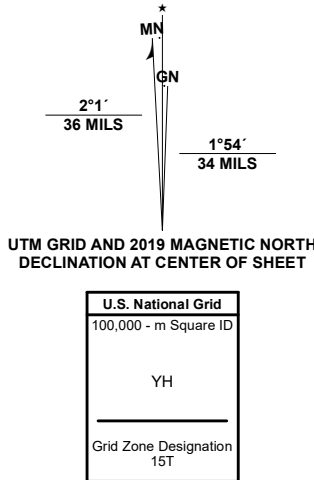 ★
MN
GN
2°1´
36 MILS
1°54´
34 MILS
UTM GRID AND 2019 MAGNETIC NORTH
DECLINATION AT CENTER OF SHEET
U.S. National Grid
100,000 - m Square ID
YH
Grid Zone Designation
15T